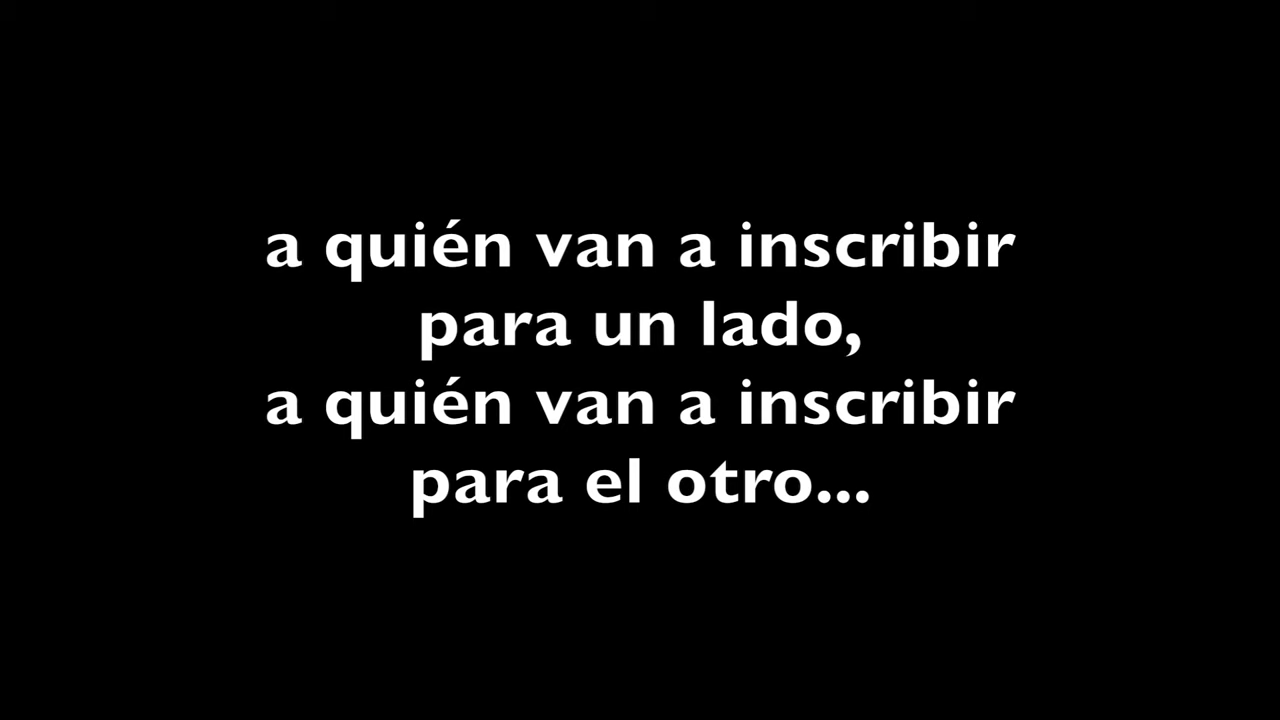 a quién van a inscribir
para un lado,
a quién van a inscribir
para el otro...